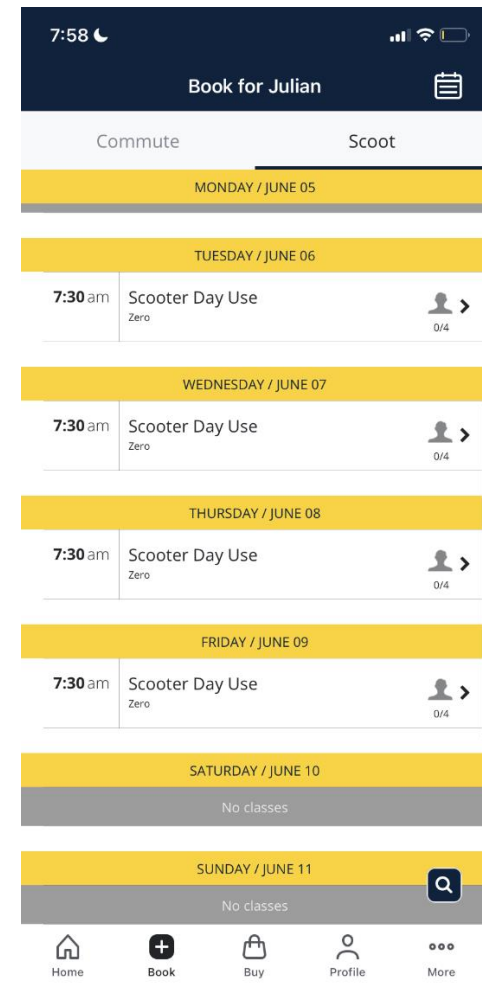 7:58
Book for Julian
Commute
Scoot
MONDAY / JUNE 05
TUESDAY / JUNE 06
7:30 am
Scooter Day Use
Zero
0/4
WEDNESDAY / JUNE 07
7:30 am
Scooter Day Use
Zero
0/4
THURSDAY / JUNE 08
7:30 am
Scooter Day Use
Zero
0/4
FRIDAY / JUNE 09
7:30 am
Scooter Day Use
Zero
0/4
SATURDAY / JUNE 10
No classes
SUNDAY / JUNE 11
No classes
Home
Book
Buy
Profile
More